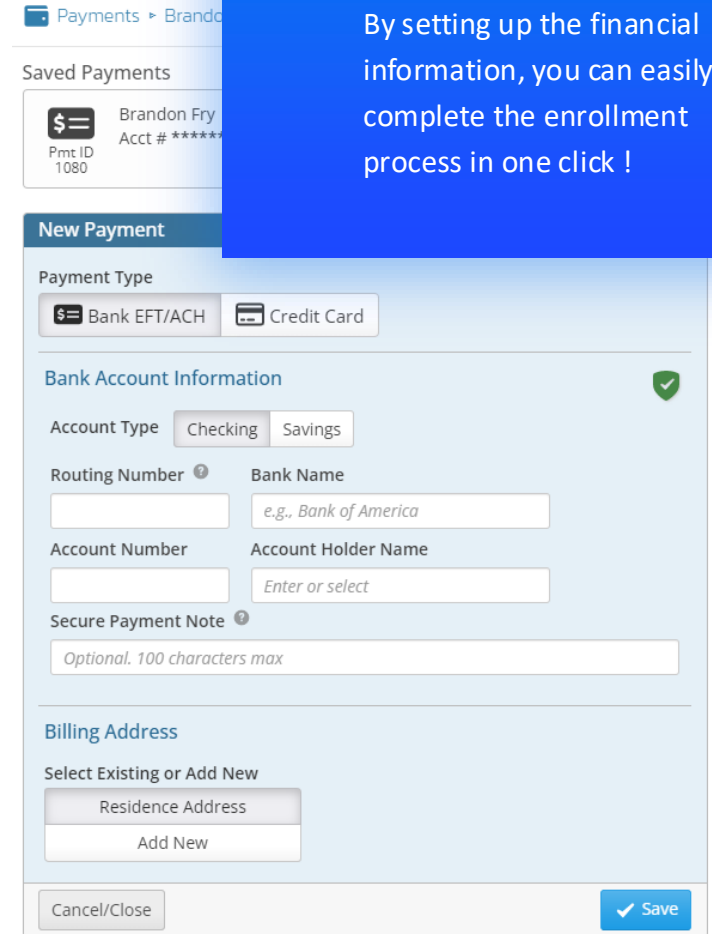 Payments ▸ Brando
By setting up the financial
information, you can easily
complete the enrollment
process in one click !
Saved Payments
Brandon Fry
Acct # ******
Pmt ID
1080
New Payment
Payment Type
Bank EFT/ACH Credit Card
Bank Account Information
Account Type Checking Savings
Routing Number ? Bank Name
e.g., Bank of America
Account Number Account Holder Name
Enter or select
Secure Payment Note ?
Optional. 100 characters max
Billing Address
Select Existing or Add New
Residence Address
Add New
Cancel/Close Save